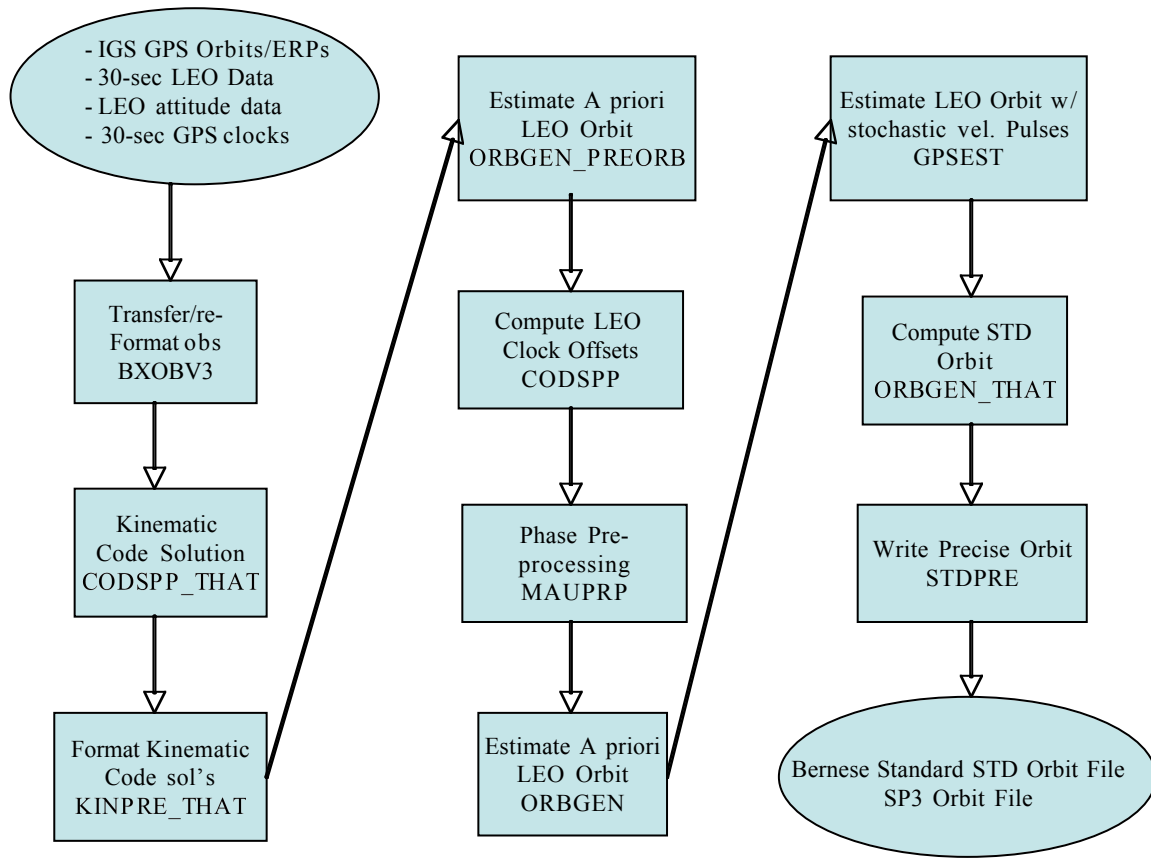 - IGS GPS Orbits/ERPs
- 30-sec LEO Data
- LEO attitude data
- 30-sec GPS clocks
Transfer/re-
Format obs
BXOBV3
Kinematic
Code Solution
CODSPP_THAT
Format Kinematic
Code sol's
KINPRE_THAT
Estimate A priori
LEO Orbit
ORBGEN_PREORB
Compute LEO
Clock Offsets
CODSPP
Phase Pre-
processing
MAUPRP
Estimate A priori
LEO Orbit
ORBGEN
Estimate LEO Orbit w/
stochastic vel. Pulses
GPSEST
Compute STD
Orbit
ORBGEN_THAT
Write Precise Orbit
STDPRE
Bernese Standard STD Orbit File
SP3 Orbit File